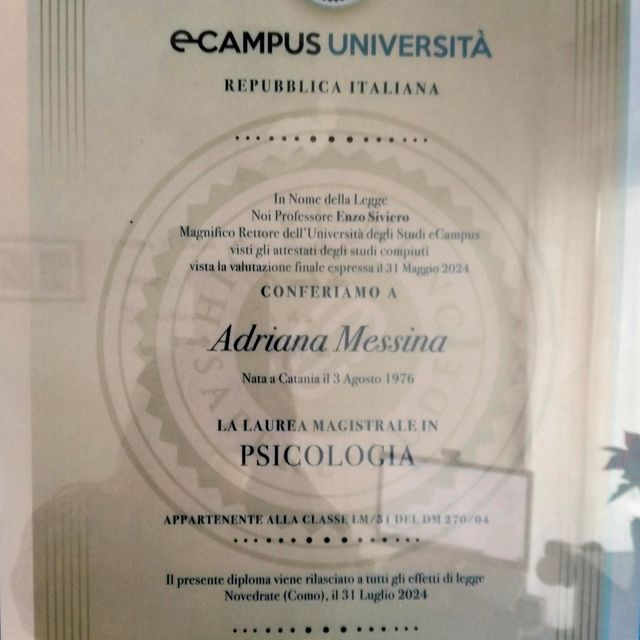 eCAMPUS UNIVERSITÀ
REPUBBLICA ITALIANA
In Nome della Legge
Noi Professore Enzo Siviero
Magnifico Rettore dell'Università degli Studi eCampus
visti gli attestati degli studi compiuti
vista la valutazione finale espressa il 31 Maggio 2024
CONFERIAMO A
Adriana Messina
Nata a Catania il 3 Agosto 1976
LA LAUREA MAGISTRALE IN
PSICOLOGIA
APPARTENENTE ALLA CLASSE LM/51 DEL DM 270/04
Il presente diploma viene rilasciato a tutti gli effetti di legge
Novedrate (Como), il 31 Luglio 2024